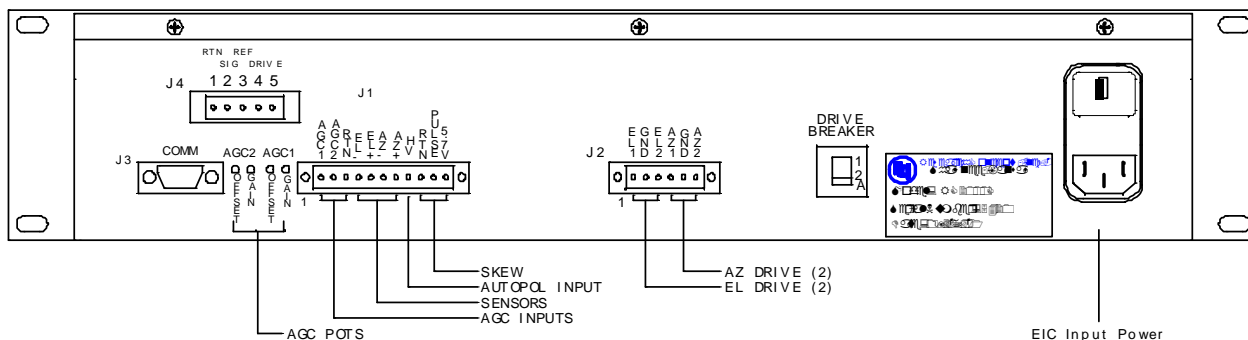 RTN REF
SIG DRIVE
1 2 3 4 5
J4
J1
J3
COMM
AGC2 AGC1
OFFSET GAIN OFFSET GAIN
AGC1 AGC2 RTN EL- EL+ AZ- AZ+ HV RTN PULSE 5/7V
1
J2
EL1 GND EL2 AZ1 GND AZ2
1
DRIVE
BREAKER
1
2
A
SKEW
AUTOPOL INPUT
SENSORS
AGC INPUTS
AGC POTS
AZ DRIVE (2)
EL DRIVE (2)
EIC Input Power